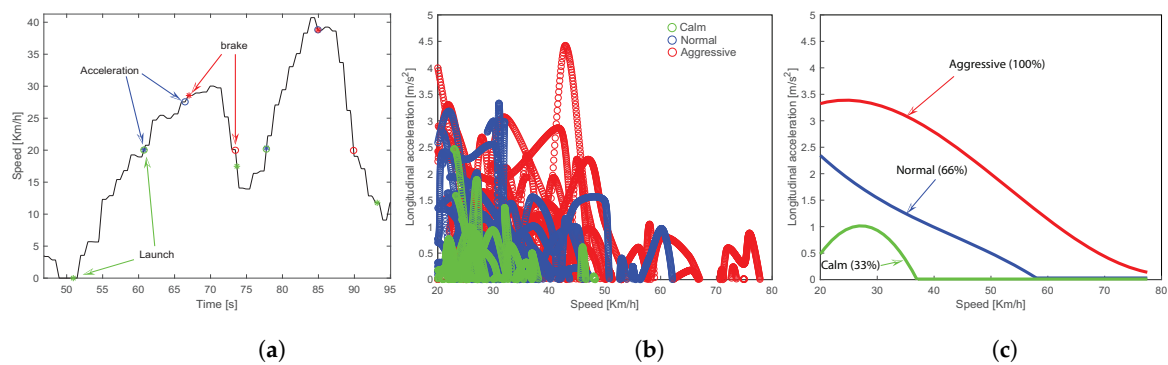 40
35
30
25
20
15
10
5
0
Speed [Km/h]
brake
Acceleration
Launch
50 55 60 65 70 75 80 85 90 95
Time [s]
(a)
5
4.5
4
3.5
3
2.5
2
1.5
1
0.5
0
Longitudinal acceleration [m/s²]
Calm
Normal
Aggressive
20 30 40 50 60 70 80
Speed [Km/h]
(b)
5
4.5
4
3.5
3
2.5
2
1.5
1
0.5
Longitudinal acceleration [m/s²]
Aggressive (100%)
Normal (66%)
Calm (33%)
20 30 40 50 60 70 80
Speed [Km/h]
(c)